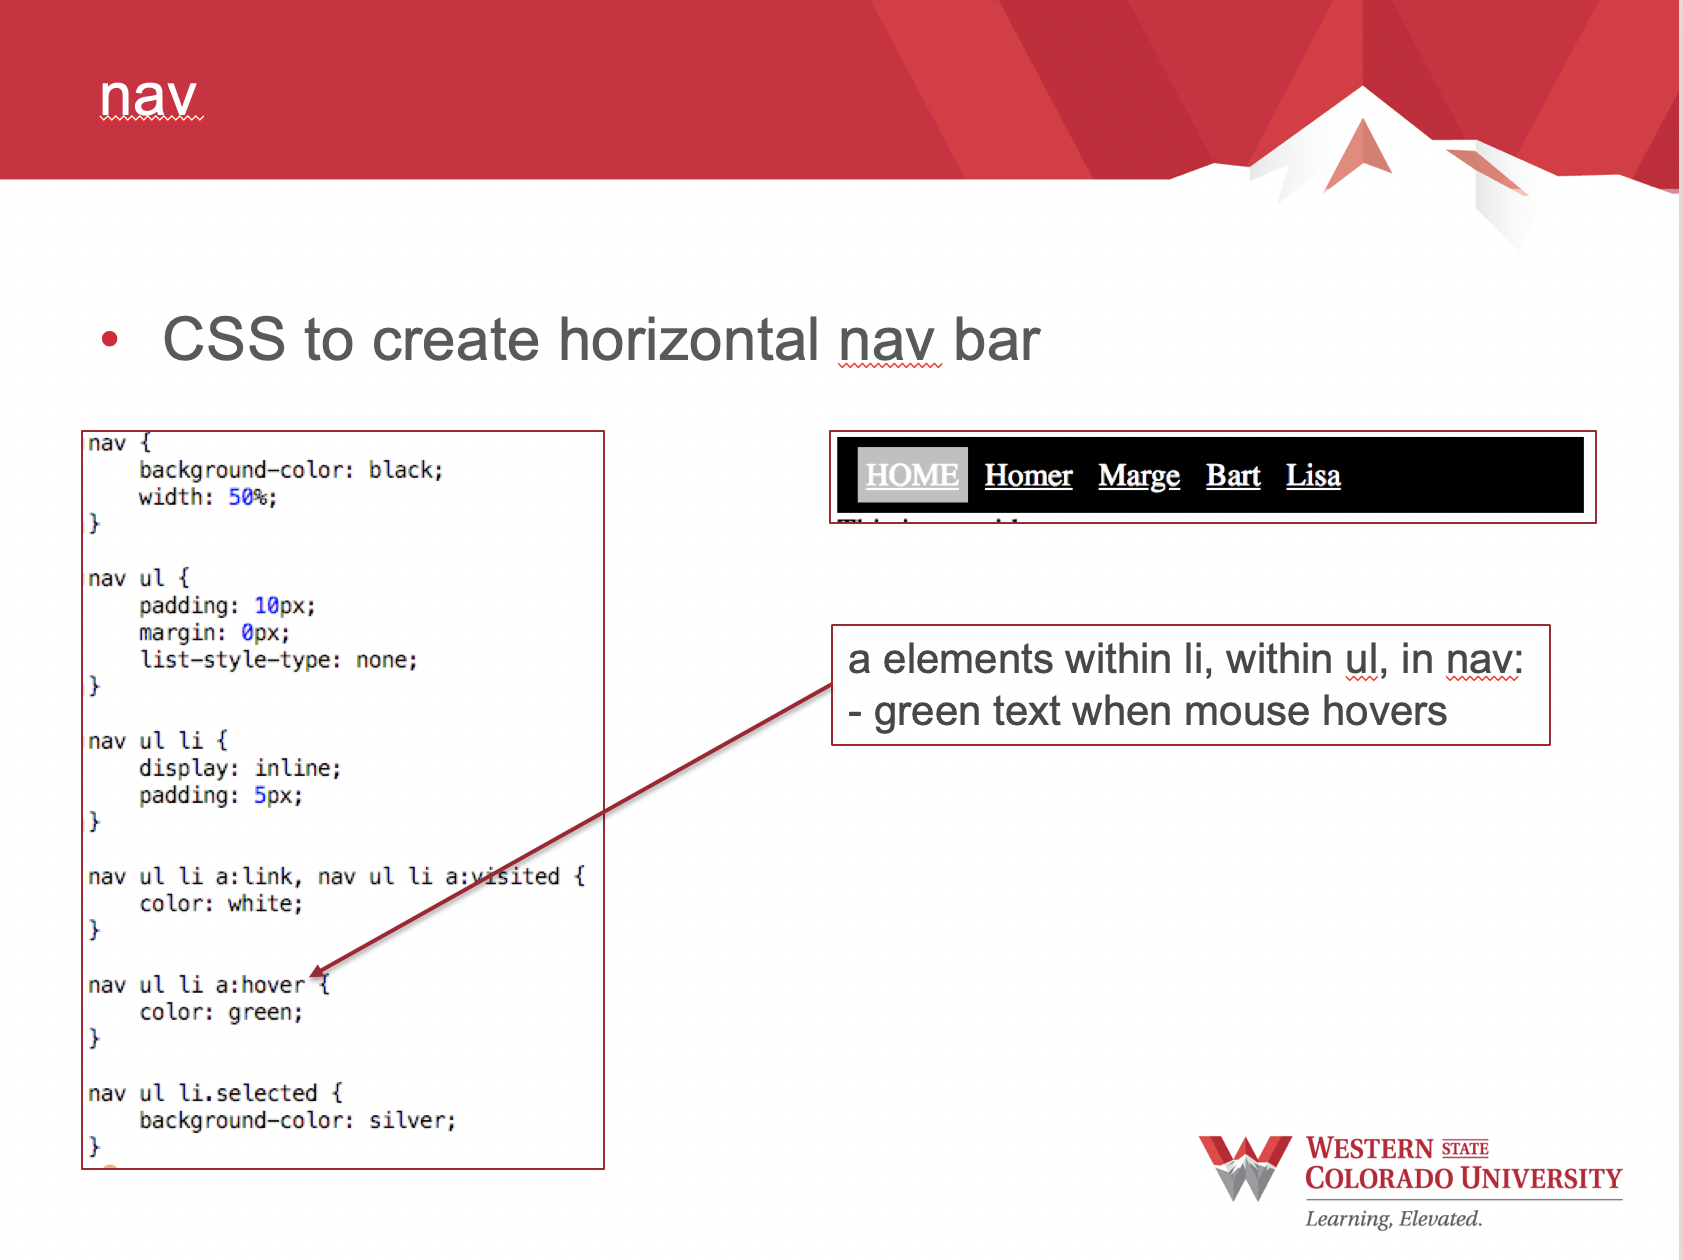 nav
• CSS to create horizontal nav bar
nav {
    background-color: black;
    width: 50%;
}
nav ul {
    padding: 10px;
    margin: 0px;
    list-style-type: none;
}
nav ul li {
    display: inline;
    padding: 5px;
}
nav ul li a:link, nav ul li a:visited {
    color: white;
}
nav ul li a:hover {
    color: green;
}
nav ul li.selected {
    background-color: silver;
}
HOME Homer Marge Bart Lisa
a elements within li, within ul, in nav:
- green text when mouse hovers
WESTERN STATE
COLORADO UNIVERSITY
Learning, Elevated.